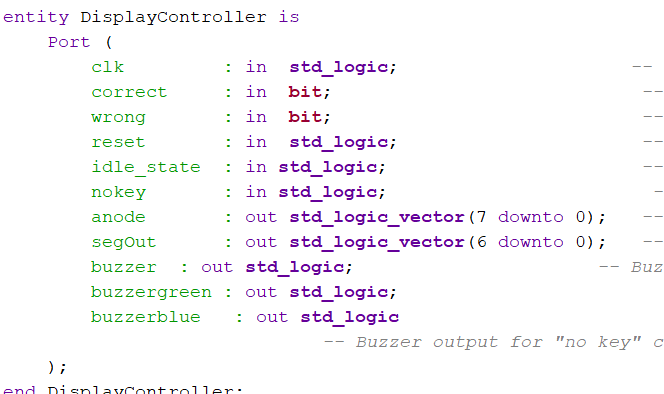 entity DisplayController is
Port (
clk : in std_logic; --
correct : in bit; --
wrong : in bit; --
reset : in std_logic; --
idle_state : in std_logic; --
nokey : in std_logic; -
anode : out std_logic_vector(7 downto 0); --
segOut : out std_logic_vector(6 downto 0); --
buzzer : out std_logic; -- Buz
buzzergreen : out std_logic;
buzzerblue : out std_logic
-- Buzzer output for "no key" c
);
end DisplayController;